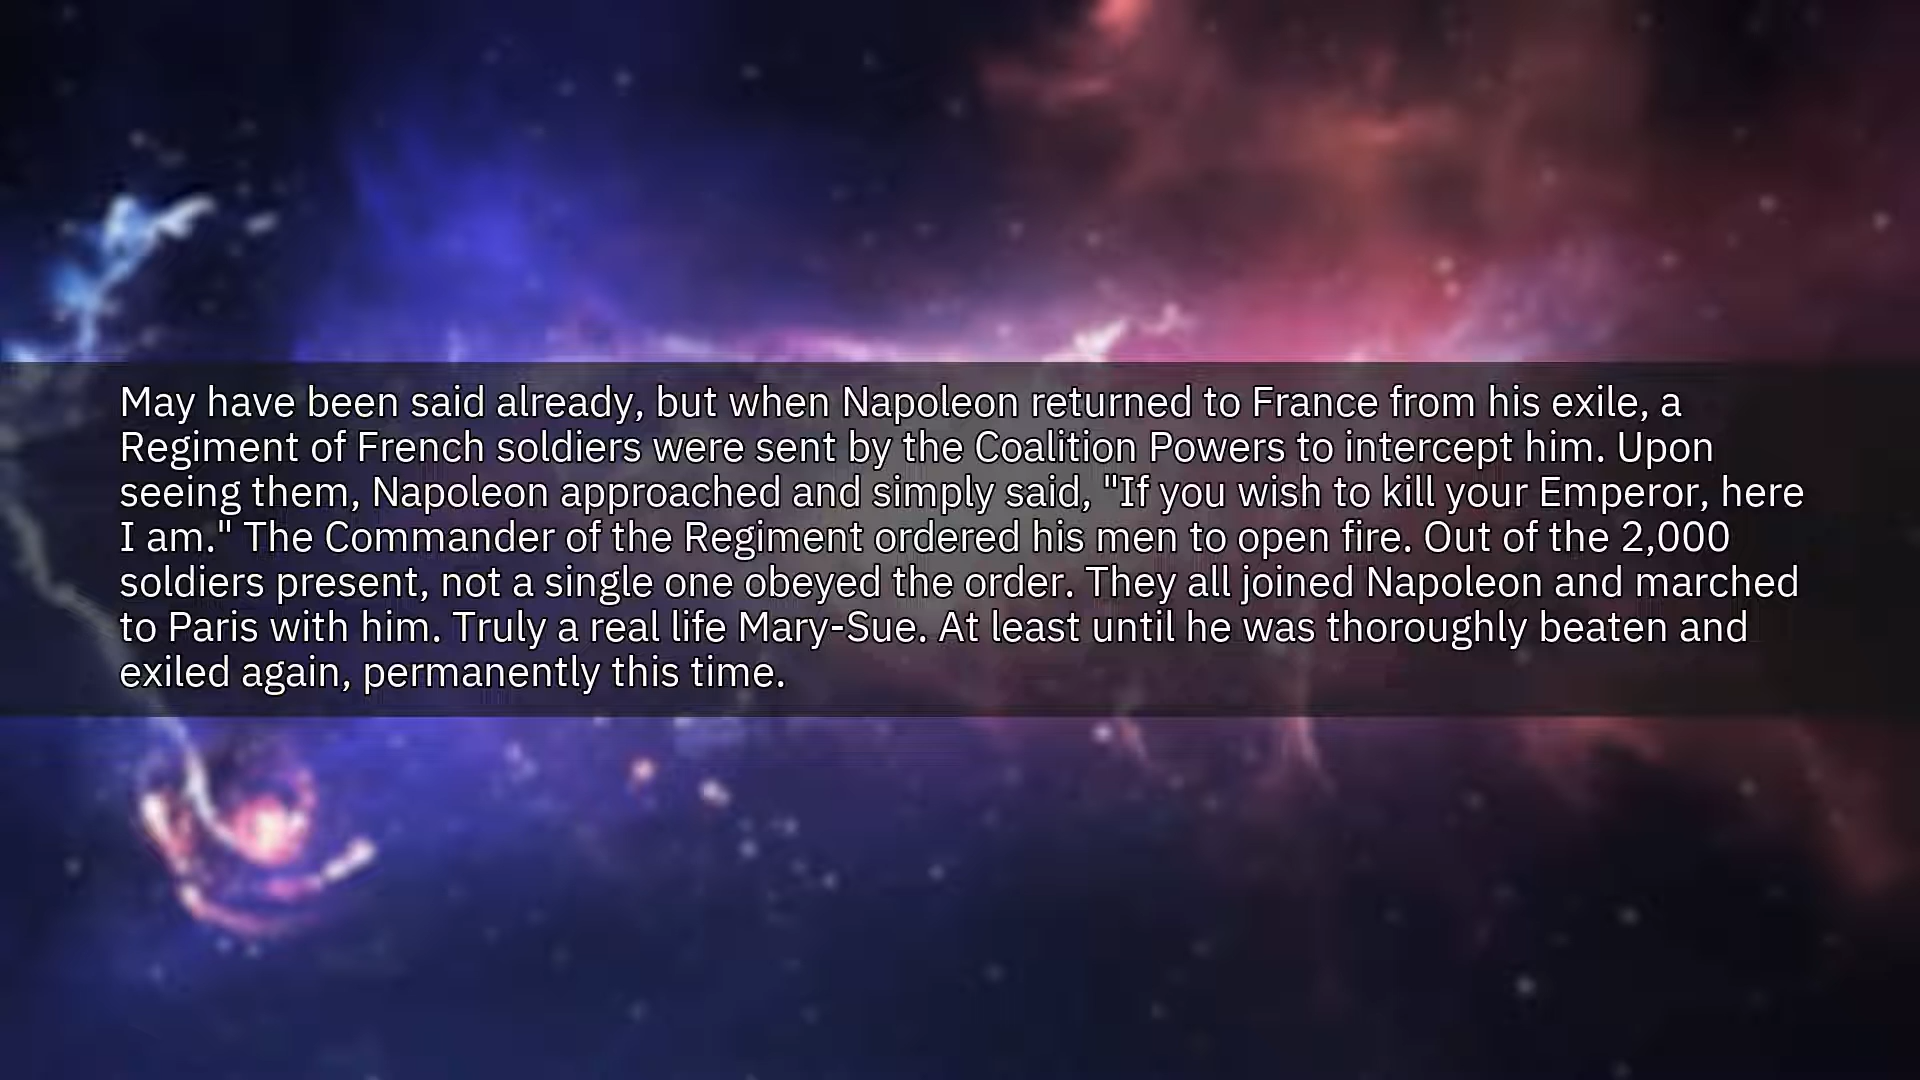 May have been said already, but when Napoleon returned to France from his exile, a
Regiment of French soldiers were sent by the Coalition Powers to intercept him. Upon
seeing them, Napoleon approached and simply said, "If you wish to kill your Emperor, here
I am." The Commander of the Regiment ordered his men to open fire. Out of the 2,000
soldiers present, not a single one obeyed the order. They all joined Napoleon and marched
to Paris with him. Truly a real life Mary-Sue. At least until he was thoroughly beaten and
exiled again, permanently this time.